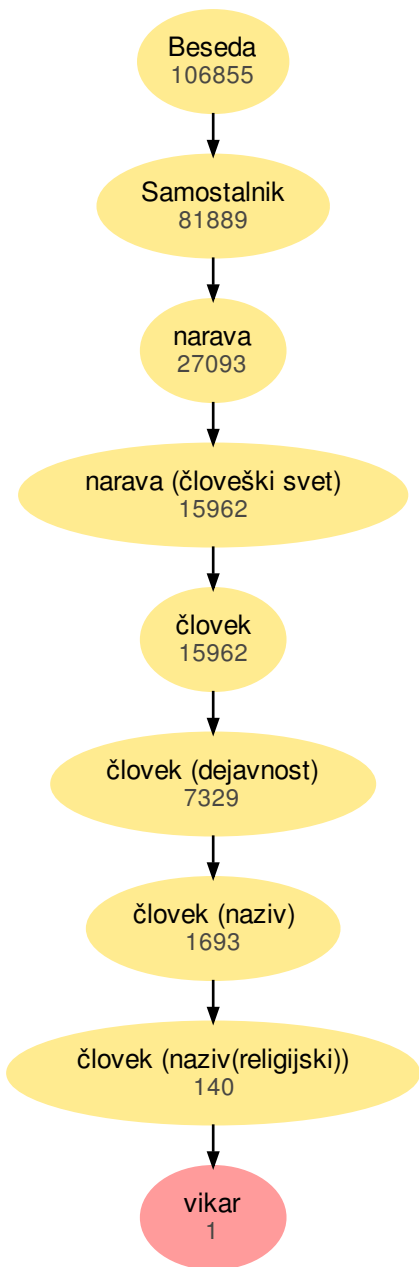 Beseda
106855
Samostalnik
81889
narava
27093
narava (človeški svet)
15962
človek
15962
človek (dejavnost)
7329
človek (naziv)
1693
človek (naziv(religijski))
140
vikar
1